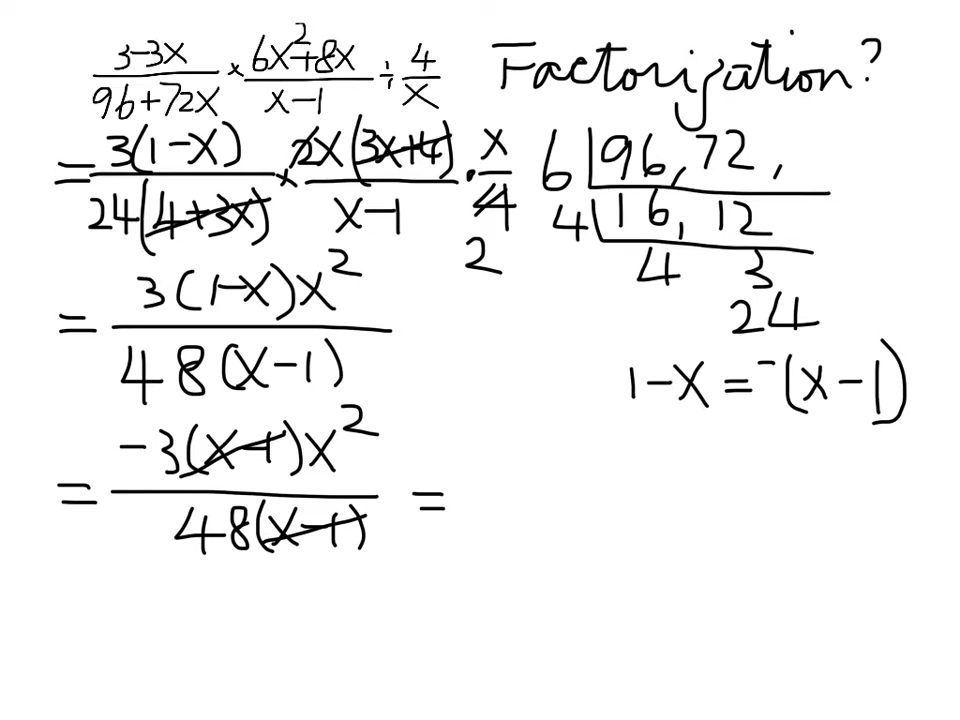 (3-3x)/(96+72x) × (6x²+8x)/(x-1) ÷ 4/x
Factorization?
= 3(1-x)/24(4+3x) × 2x(3x+4)/(x-1) · x/4
2
6 | 96, 72,
4 | 16, 12
4 3
24
= 3(1-x)x²/48(x-1)
1-x = -(x-1)
= -3(x-1)x²/48(x-1) =